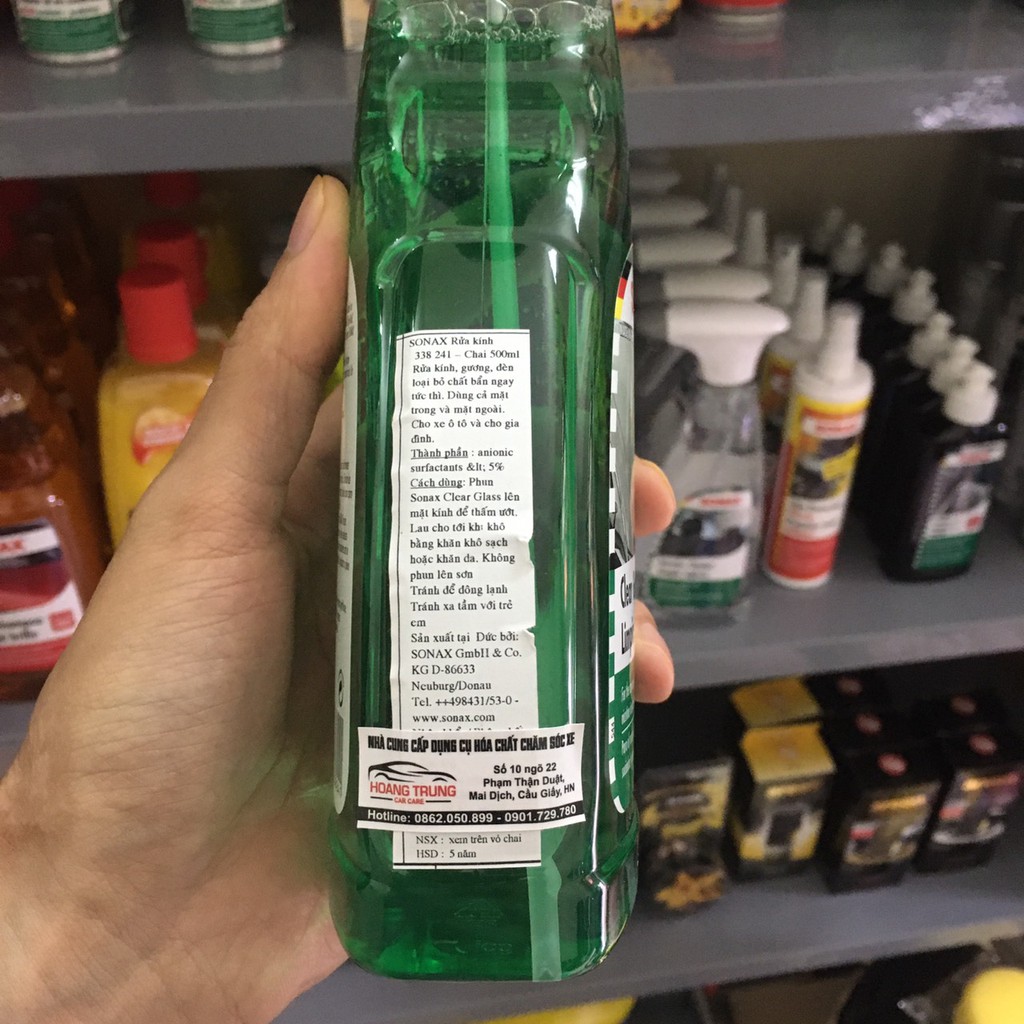 SONAX Rửa kính
338 241 – Chai 500ml
Rửa kính, gương, đèn
loại bỏ chất bẩn ngay
tức thì. Dùng cả mặt
trong và mặt ngoài.
Cho xe ô tô và cho gia
đình.
Thành phần : anionic
surfactants &lt; 5%
Cách dùng: Phun
Sonax Clear Glass lên
mặt kính để thấm ướt.
Lau cho tới khi khô
bằng khăn khô sạch
hoặc khăn da. Không
phun lên sơn
Tránh để đông lạnh
Tránh xa tầm với trẻ
em
Sản xuất tại Đức bởi:
SONAX GmbH & Co.
KG D-86633
Neuburg/Donau
Tel. ++498431/53-0 -
www.sonax.com
NHÀ CUNG CẤP DỤNG CỤ HÓA CHẤT CHĂM SÓC XE
HOANG TRUNG
CAR CARE
Số 10 ngõ 22
Phạm Thận Duật,
Mai Dịch, Cầu Giấy, HN
Hotline: 0862.050.899 - 0901.729.780
NSX : xem trên vỏ chai
HSD : 5 năm
Clear
SONAX